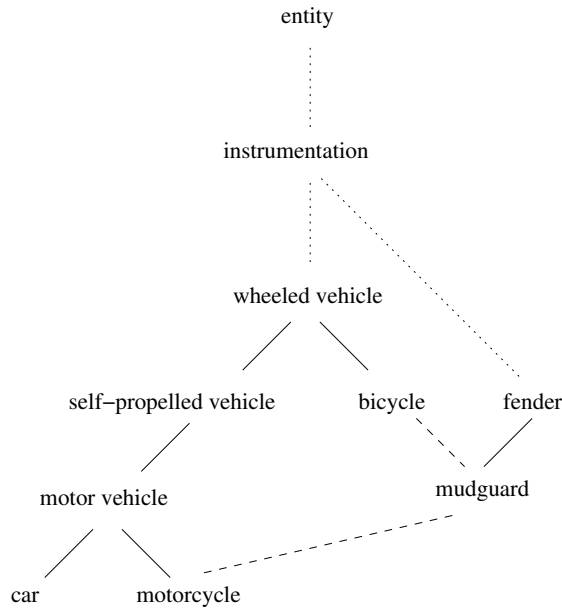 entity
instrumentation
wheeled vehicle
self−propelled vehicle
bicycle
fender
motor vehicle
mudguard
car
motorcycle